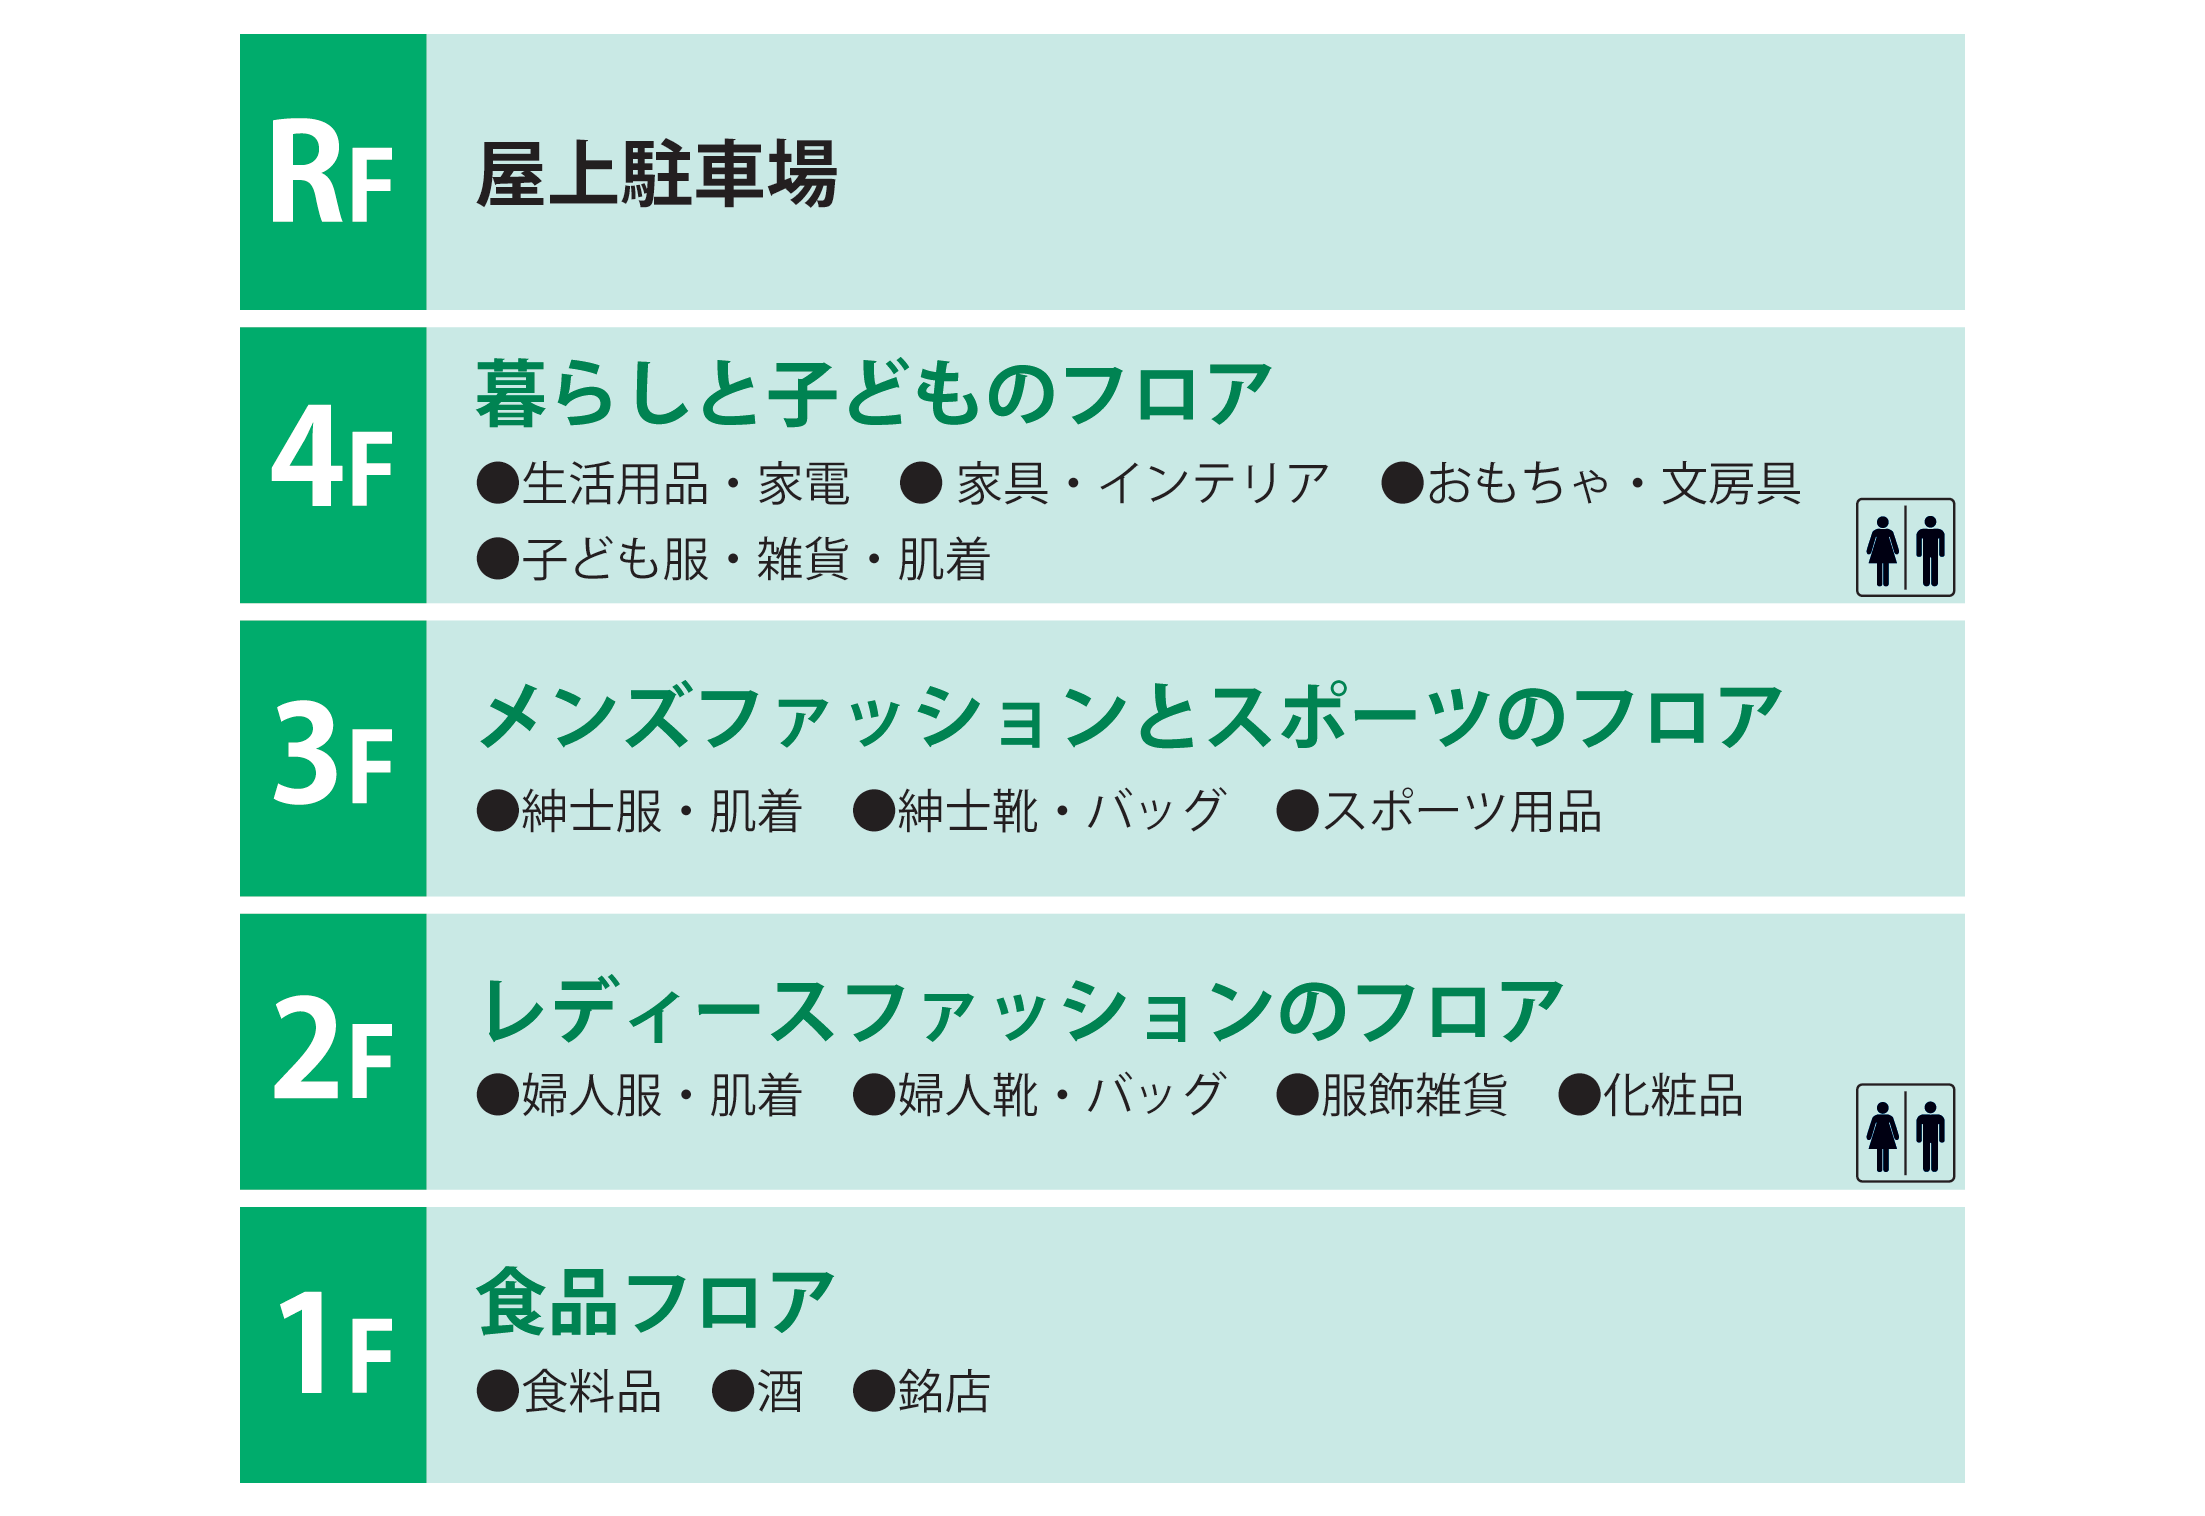 RF
屋上駐車場
4F
暮らしと子どものフロア
●生活用品・家電　● 家具・インテリア　●おもちゃ・文房具
●子ども服・雑貨・肌着
3F
メンズファッションとスポーツのフロア
●紳士服・肌着　●紳士靴・バッグ　●スポーツ用品
2F
レディースファッションのフロア
●婦人服・肌着　●婦人靴・バッグ　●服飾雑貨　●化粧品
1F
食品フロア
●食料品　●酒　●銘店